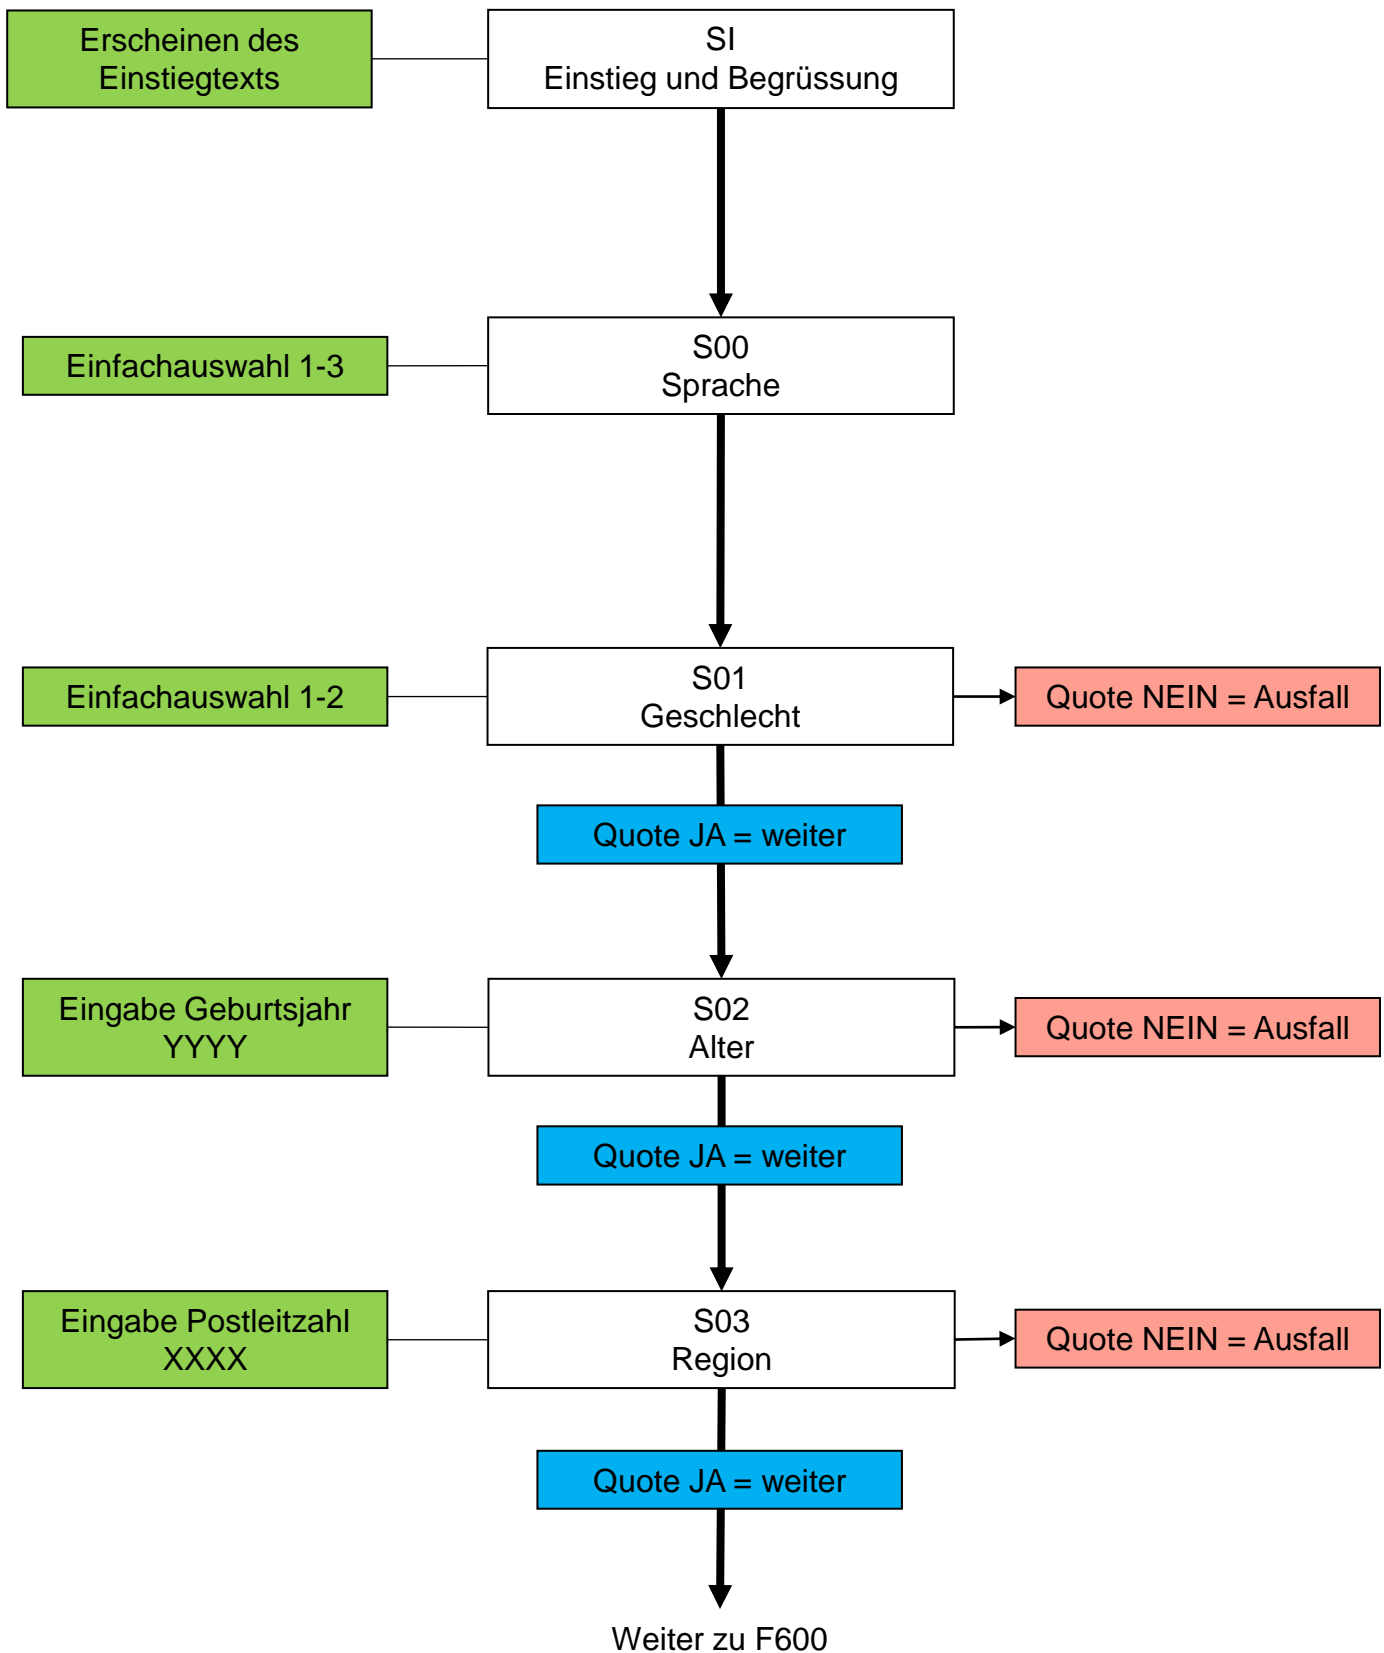 Erscheinen des
Einstiegtexts
SI
Einstieg und Begrüssung
Einfachauswahl 1-3
S00
Sprache
Einfachauswahl 1-2
S01
Geschlecht
Quote NEIN = Ausfall
Quote JA = weiter
Eingabe Geburtsjahr
YYYY
S02
Alter
Quote NEIN = Ausfall
Quote JA = weiter
Eingabe Postleitzahl
XXXX
S03
Region
Quote NEIN = Ausfall
Quote JA = weiter
Weiter zu F600